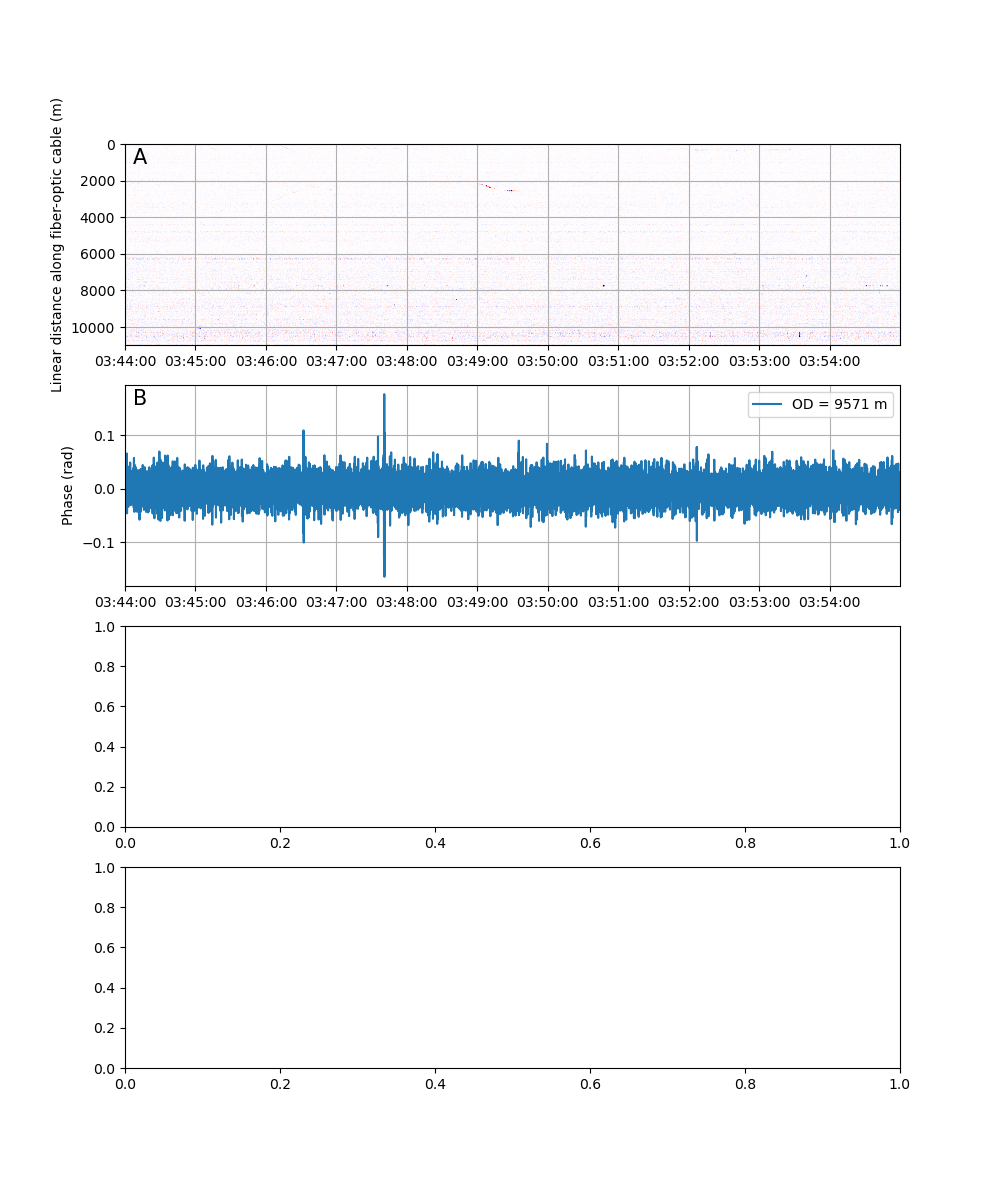 Linear distance along fiber-optic cable (m)
A
0
2000
4000
6000
8000
10000
03:44:00 03:45:00 03:46:00 03:47:00 03:48:00 03:49:00 03:50:00 03:51:00 03:52:00 03:53:00 03:54:00
Phase (rad)
B
OD = 9571 m
0.1
0.0
−0.1
03:44:00 03:45:00 03:46:00 03:47:00 03:48:00 03:49:00 03:50:00 03:51:00 03:52:00 03:53:00 03:54:00
1.0
0.8
0.6
0.4
0.2
0.0
0.0 0.2 0.4 0.6 0.8 1.0
1.0
0.8
0.6
0.4
0.2
0.0
0.0 0.2 0.4 0.6 0.8 1.0